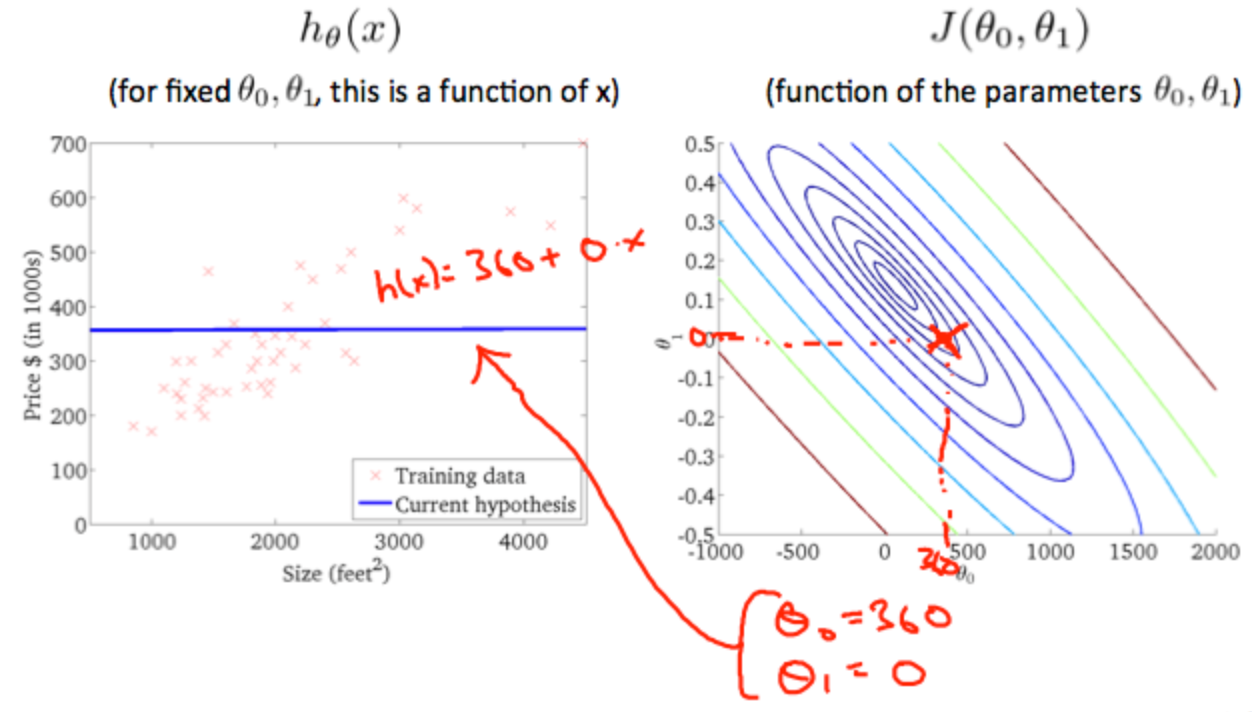 hθ(x)
(for fixed θ₀, θ₁, this is a function of x)
700
600
500
400
300
200
100
0
Price $ (in 1000s)
1000 2000 3000 4000
Size (feet²)
h(x) = 360 + 0·x
Training data
Current hypothesis
J(θ₀, θ₁)
(function of the parameters θ₀, θ₁)
0.5
0.4
0.3
0.2
0.1
0
0
-0.1
-0.2
-0.3
-0.4
-0.5
θ₁
-1000 -500 0 500 1000 1500 2000
360
θ₀
θ₀ = 360
θ₁ = 0